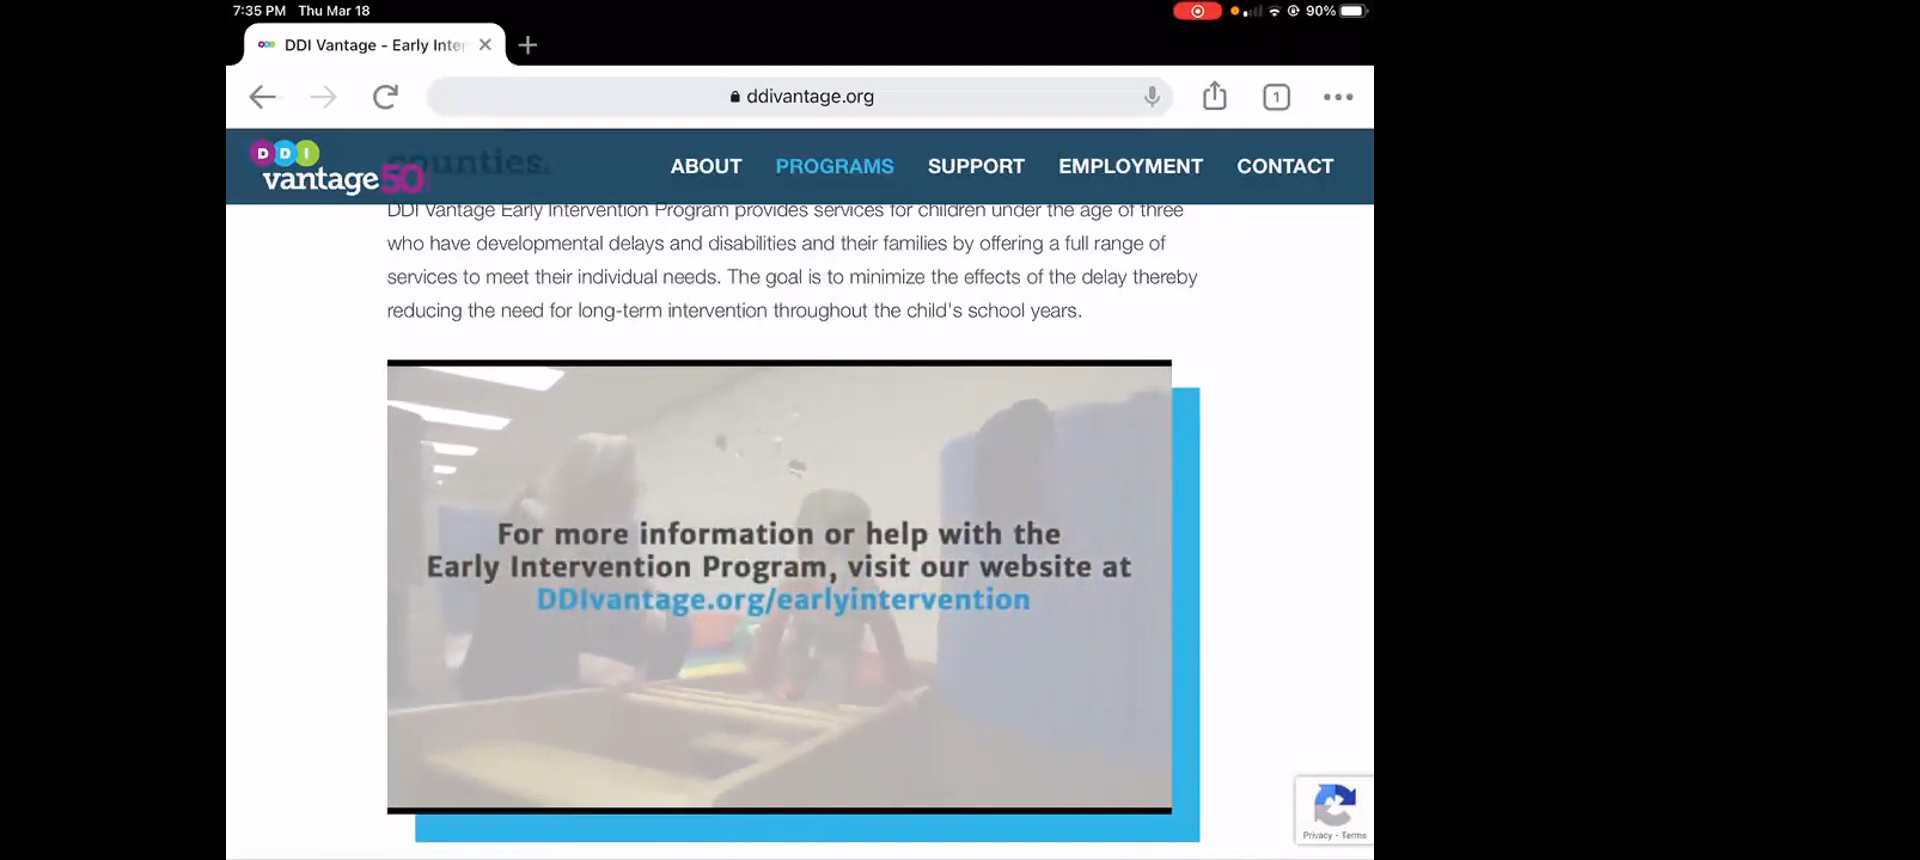 7:35 PM Thu Mar 18
90%
DDI Vantage - Early Inter
ddivantage.org
1
DDI
vantage50
counties.
ABOUT PROGRAMS SUPPORT EMPLOYMENT CONTACT
DDI Vantage Early Intervention Program provides services for children under the age of three
who have developmental delays and disabilities and their families by offering a full range of
services to meet their individual needs. The goal is to minimize the effects of the delay thereby
reducing the need for long-term intervention throughout the child's school years.
For more information or help with the
Early Intervention Program, visit our website at
DDIvantage.org/earlyintervention
Privacy - Terms